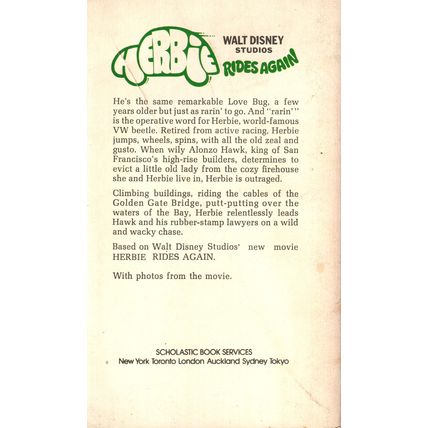 HERBIE
WALT DISNEY
STUDIOS
RIDES AGAIN
He's the same remarkable Love Bug, a few
years older but just as rarin' to go. And "rarin'"
is the operative word for Herbie, world-famous
VW beetle. Retired from active racing, Herbie
jumps, wheels, spins, with all the old zeal and
gusto. When wily Alonzo Hawk, king of San
Francisco's high-rise builders, determines to
evict a little old lady from the cozy firehouse
she and Herbie live in, Herbie is outraged.
Climbing buildings, riding the cables of the
Golden Gate Bridge, putt-putting over the
waters of the Bay, Herbie relentlessly leads
Hawk and his rubber-stamp lawyers on a wild
and wacky chase.
Based on Walt Disney Studios' new movie
HERBIE RIDES AGAIN.
With photos from the movie.
SCHOLASTIC BOOK SERVICES
New York Toronto London Auckland Sydney Tokyo